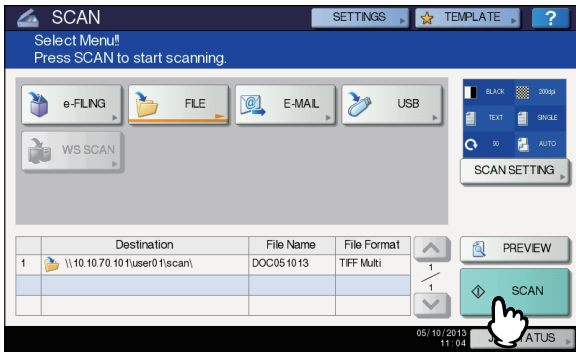 SCAN
SETTINGS
TEMPLATE
?
Select Menu!!
Press SCAN to start scanning.
e-FILING
FILE
E-MAIL
USB
WS SCAN
BLACK
200dpi
TEXT
SINGLE
90
AUTO
SCAN SETTING
Destination File Name File Format
1 \\10.10.70.101\user01\scan\ DOC051013 TIFF Multi
1
1
PREVIEW
SCAN
05/10/2013
11:04
ATUS